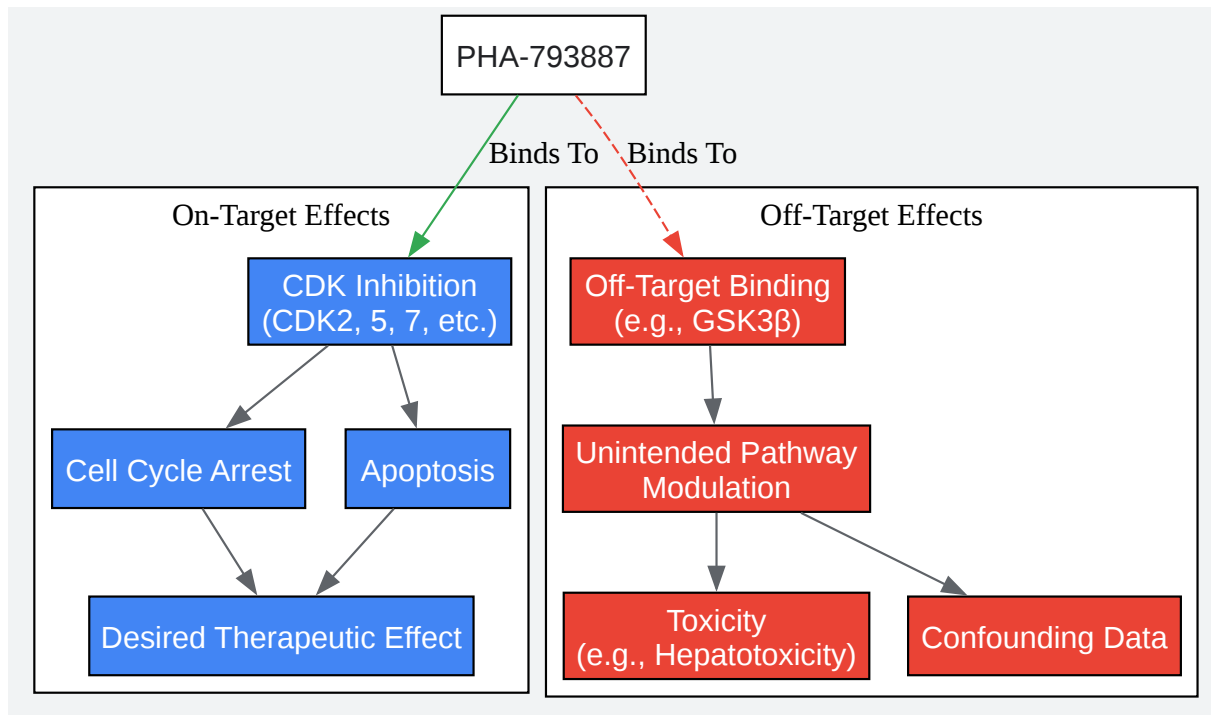 PHA-793887
Binds To
Binds To
On-Target Effects
CDK Inhibition
(CDK2, 5, 7, etc.)
Cell Cycle Arrest
Apoptosis
Desired Therapeutic Effect
Off-Target Effects
Off-Target Binding
(e.g., GSK3β)
Unintended Pathway
Modulation
Toxicity
(e.g., Hepatotoxicity)
Confounding Data